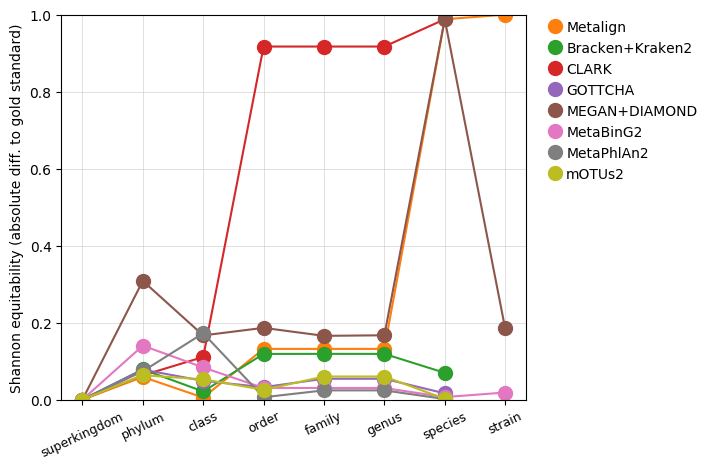 Shannon equitability (absolute diff. to gold standard)
1.0
0.8
0.6
0.4
0.2
0.0
superkingdom
phylum
class
order
family
genus
species
strain
Metalign
Bracken+Kraken2
CLARK
GOTTCHA
MEGAN+DIAMOND
MetaBinG2
MetaPhlAn2
mOTUs2